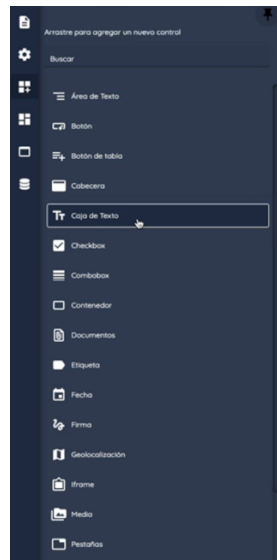 Arrastre para agregar un nuevo control
Buscar
Área de Texto
Botón
Botón de tabla
Cabecera
Caja de Texto
Checkbox
Combobox
Contenedor
Documentos
Etiqueta
Fecha
Firma
Geolocalización
Iframe
Media
Pestañas